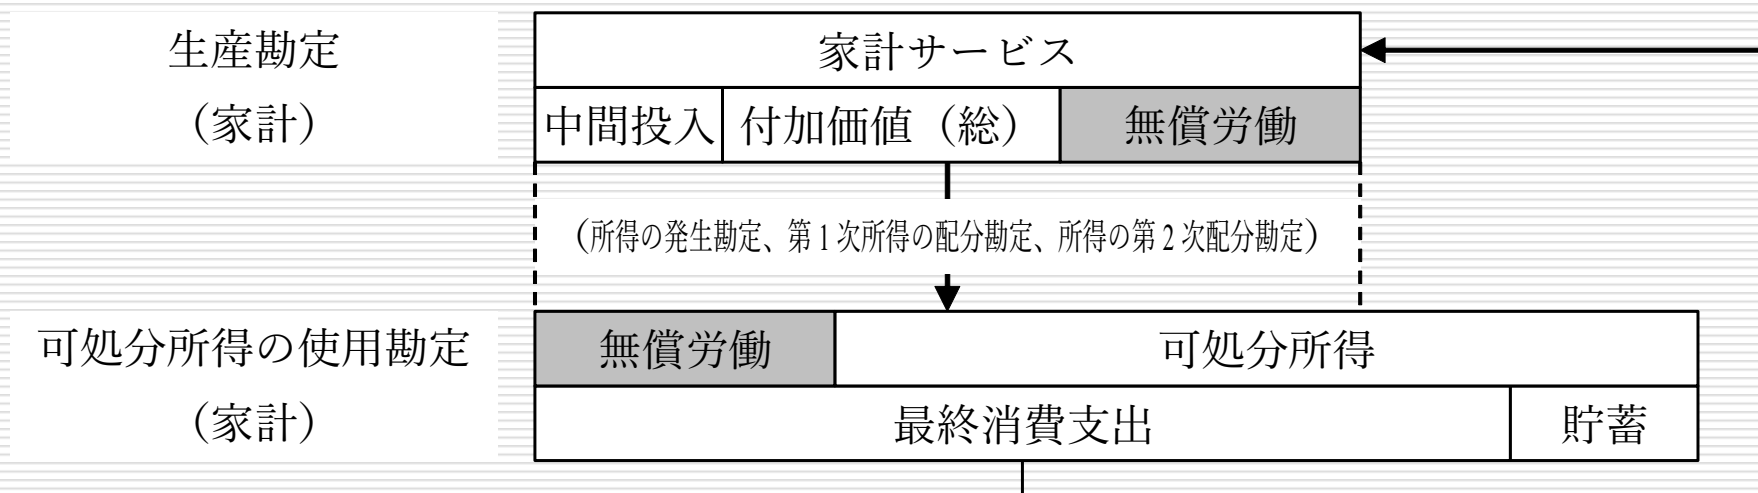 生産勘定
（家計）
家計サービス
中間投入 付加価値（総） 無償労働
（所得の発生勘定、第1次所得の配分勘定、所得の第2次配分勘定）
可処分所得の使用勘定
（家計）
無償労働 可処分所得
最終消費支出 貯蓄